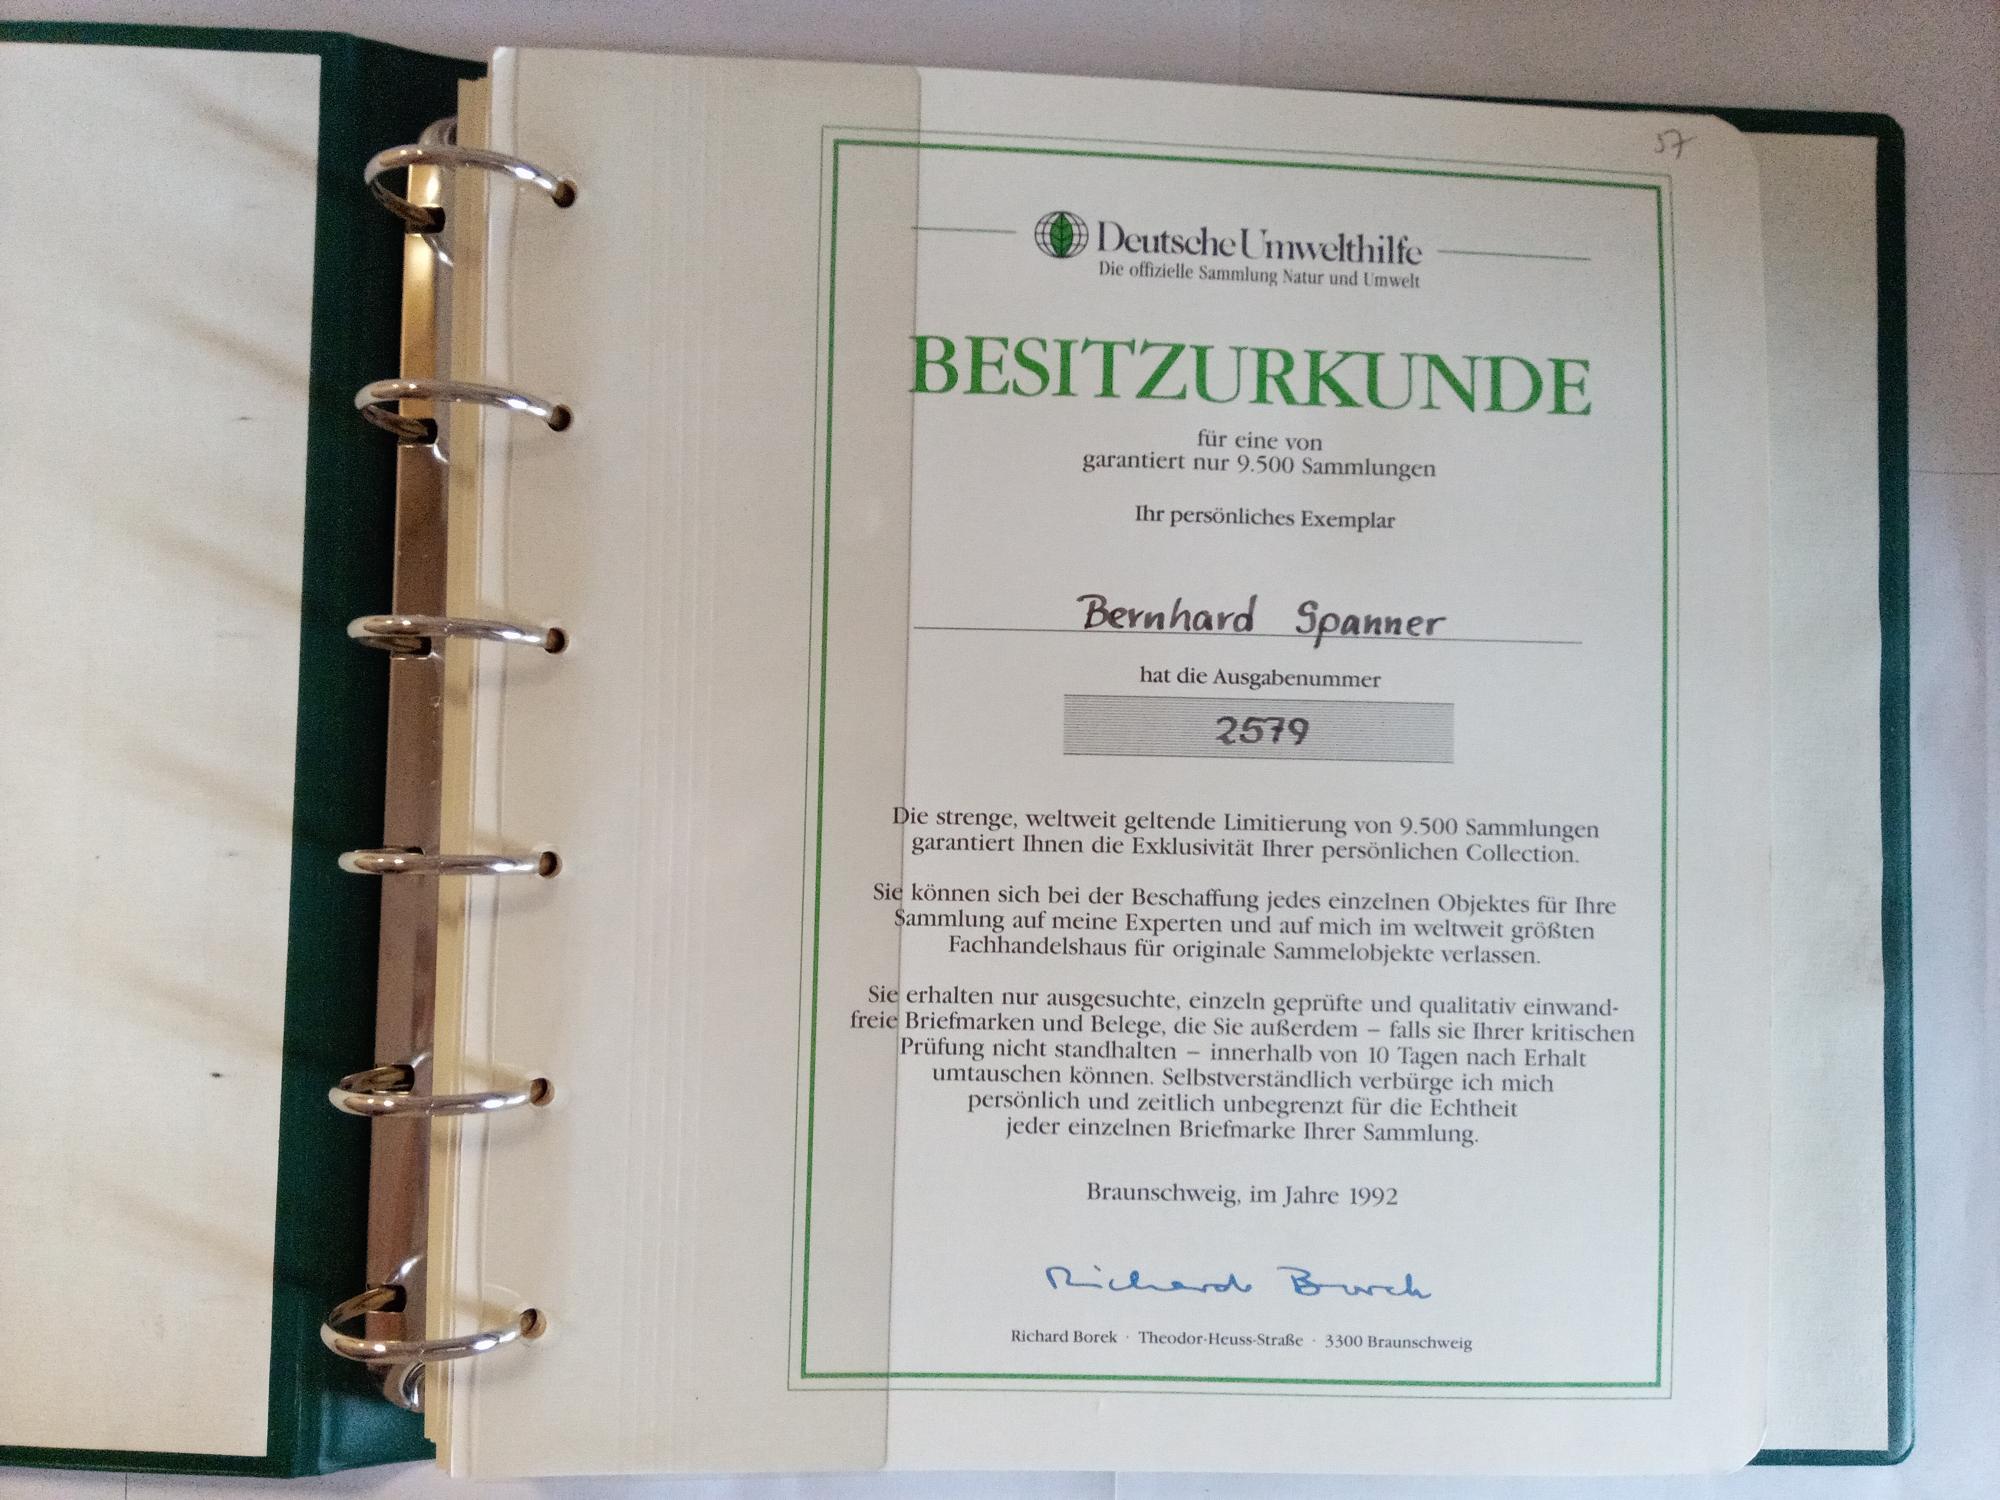 57
Deutsche Umwelthilfe
Die offizielle Sammlung Natur und Umwelt
BESITZURKUNDE
für eine von
garantiert nur 9.500 Sammlungen
Ihr persönliches Exemplar
Bernhard Spanner
hat die Ausgabenummer
2579
Die strenge, weltweit geltende Limitierung von 9.500 Sammlungen
garantiert Ihnen die Exklusivität Ihrer persönlichen Collection.
Sie können sich bei der Beschaffung jedes einzelnen Objektes für Ihre
Sammlung auf meine Experten und auf mich im weltweit größten
Fachhandelshaus für originale Sammelobjekte verlassen.
Sie erhalten nur ausgesuchte, einzeln geprüfte und qualitativ einwand-
freie Briefmarken und Belege, die Sie außerdem – falls sie Ihrer kritischen
Prüfung nicht standhalten – innerhalb von 10 Tagen nach Erhalt
umtauschen können. Selbstverständlich verbürge ich mich
persönlich und zeitlich unbegrenzt für die Echtheit
jeder einzelnen Briefmarke Ihrer Sammlung.
Braunschweig, im Jahre 1992
Richard Borek
Richard Borek · Theodor-Heuss-Straße · 3300 Braunschweig